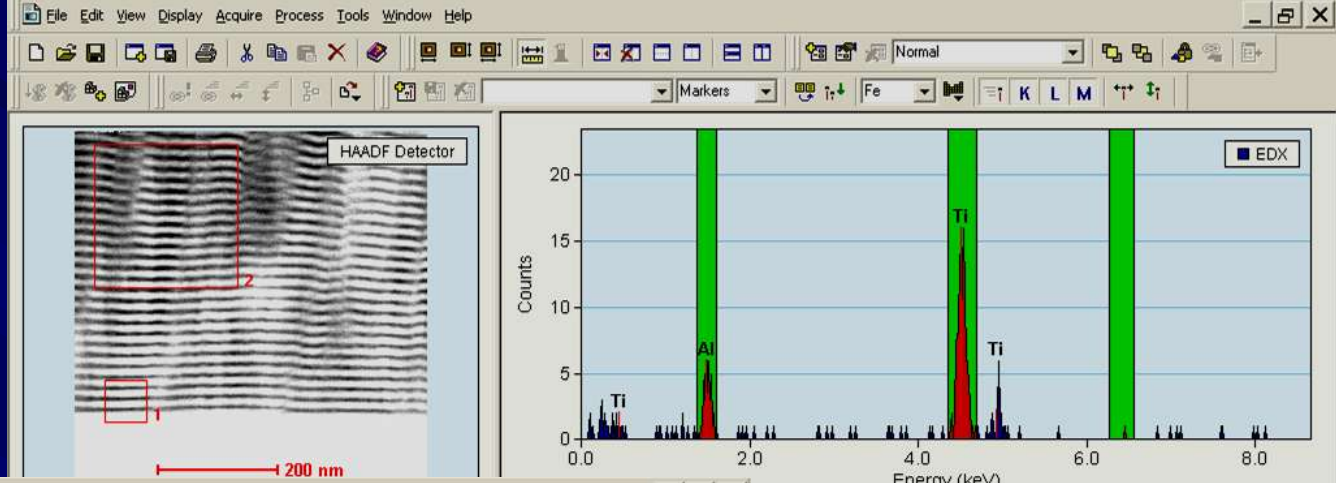 File Edit View Display Acquire Process Tools Window Help
Normal
Markers Fe K L M
HAADF Detector
2
1
200 nm
EDX
20
15
10
5
0
Counts
Ti
Al
Ti
Ti
0.0 2.0 4.0 6.0 8.0
Energy (keV)